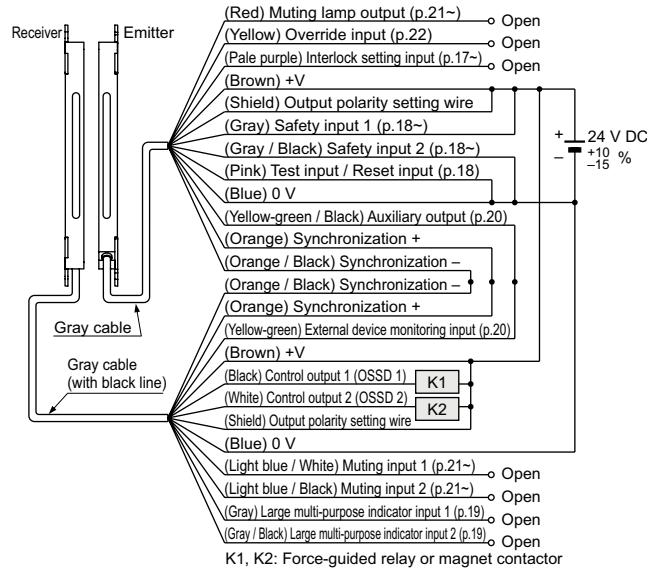 Receiver
Emitter
(Red) Muting lamp output (p.21~)
Open
(Yellow) Override input (p.22)
Open
(Pale purple) Interlock setting input (p.17~)
Open
(Brown) +V
(Shield) Output polarity setting wire
(Gray) Safety input 1 (p.18~)
(Gray / Black) Safety input 2 (p.18~)
(Pink) Test input / Reset input (p.18)
(Blue) 0 V
+
–
24 V DC
+10
–15 %
(Yellow-green / Black) Auxiliary output (p.20)
(Orange) Synchronization +
(Orange / Black) Synchronization –
(Orange / Black) Synchronization –
(Orange) Synchronization +
(Yellow-green) External device monitoring input (p.20)
(Brown) +V
(Black) Control output 1 (OSSD 1)
K1
(White) Control output 2 (OSSD 2)
K2
(Shield) Output polarity setting wire
(Blue) 0 V
(Light blue / White) Muting input 1 (p.21~)
Open
(Light blue / Black) Muting input 2 (p.21~)
Open
(Gray) Large multi-purpose indicator input 1 (p.19)
Open
(Gray / Black) Large multi-purpose indicator input 2 (p.19)
Open
Gray cable
Gray cable
(with black line)
K1, K2: Force-guided relay or magnet contactor